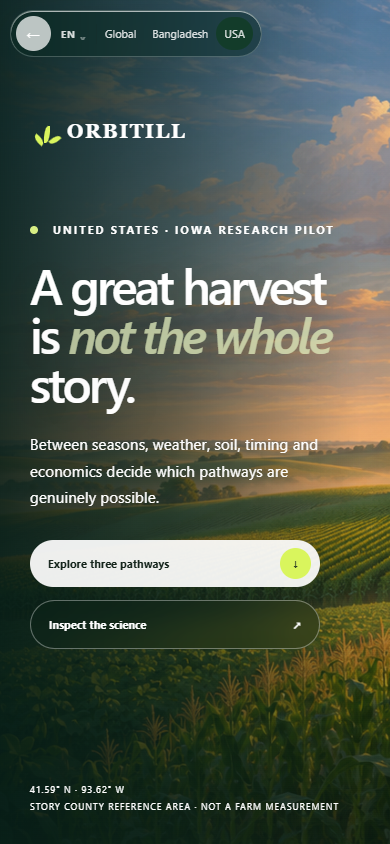 ← EN ⌄ Global Bangladesh USA
ORBITILL
UNITED STATES · IOWA RESEARCH PILOT
A great harvest
is not the whole
story.
Between seasons, weather, soil, timing and
economics decide which pathways are
genuinely possible.
Explore three pathways ↓
Inspect the science ↗
41.59° N · 93.62° W
STORY COUNTY REFERENCE AREA · NOT A FARM MEASUREMENT